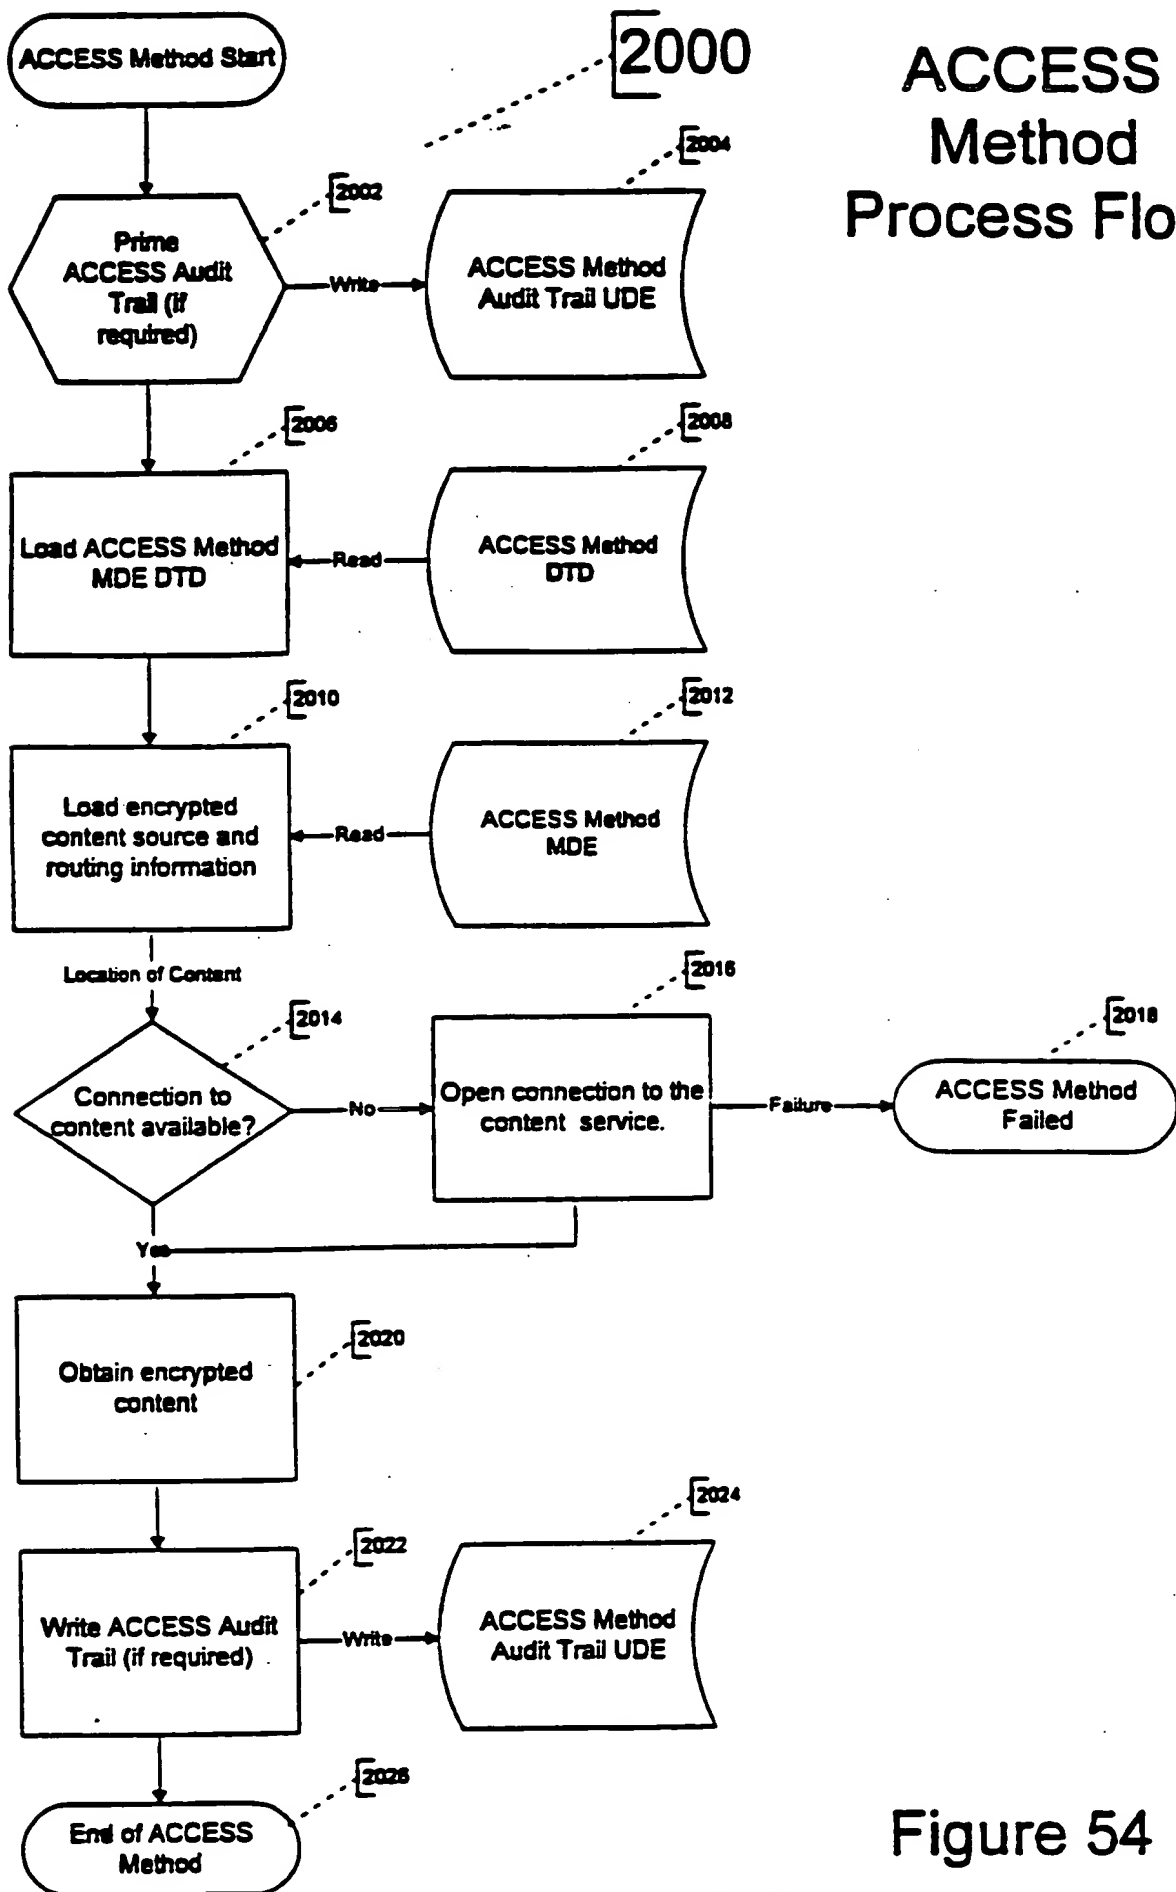 ACCESS Method Start
2000
ACCESS
Method
Process Flo
2002
2004
Prime
ACCESS Audit
Trail (if
required)
Write
ACCESS Method
Audit Trail UDE
2006
2008
Load ACCESS Method
MDE DTD
Read
ACCESS Method
DTD
2010
2012
Load encrypted
content source and
routing information
Read
ACCESS Method
MDE
Location of Content
2014
2016
2018
Connection to
content available?
No
Open connection to the
content service.
Failure
ACCESS Method
Failed
Yes
2020
Obtain encrypted
content
2022
2024
Write ACCESS Audit
Trail (if required)
Write
ACCESS Method
Audit Trail UDE
2026
End of ACCESS
Method
Figure 54